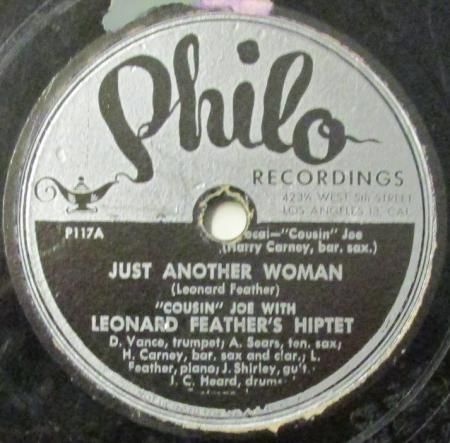 Philo
RECORDINGS
423½ WEST 5th STREET
LOS ANGELES 13, CAL.
P117A
Vocal—"Cousin" Joe
(Harry Carney, bar. sax.)
JUST ANOTHER WOMAN
(Leonard Feather)
"COUSIN" JOE WITH
LEONARD FEATHER'S HIPTET
D. Vance, trumpet; A. Sears, ten. sax;
H. Carney, bar. sax and clar.; L.
Feather, piano; J. Shirley, gu't.
J. C. Heard, drums